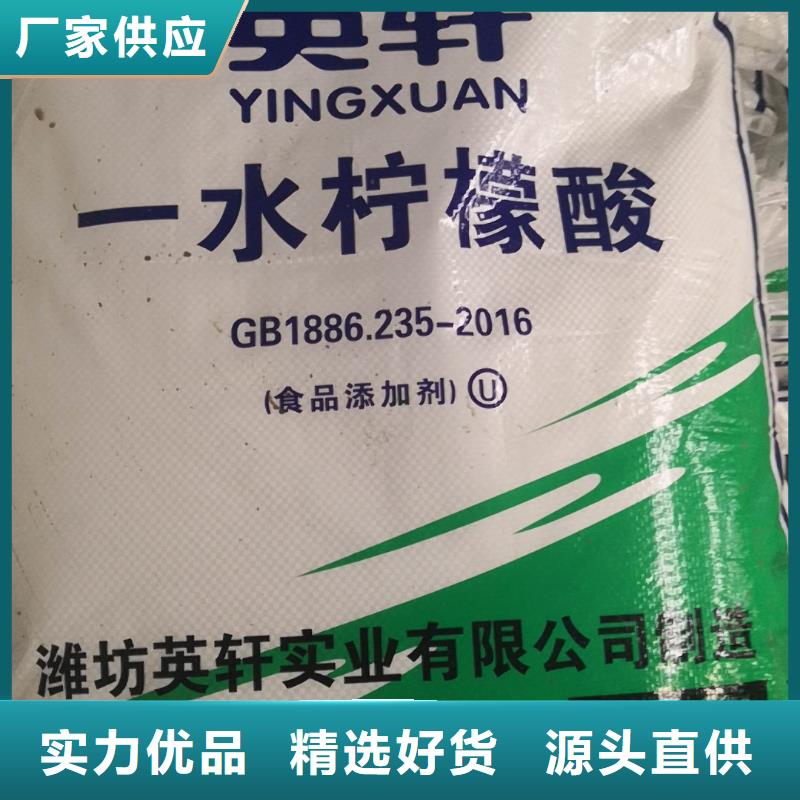 厂家供应
英轩
YINGXUAN
一水柠檬酸
GB1886.235-2016
(食品添加剂) U
潍坊英轩实业有限公司制造
实力优品 精选好货 源头直供